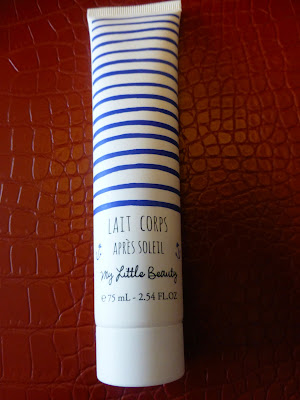 LAIT CORPS
APRÈS SOLEIL
My Little Beauty
℮ 75 mL - 2.54 FL.OZ